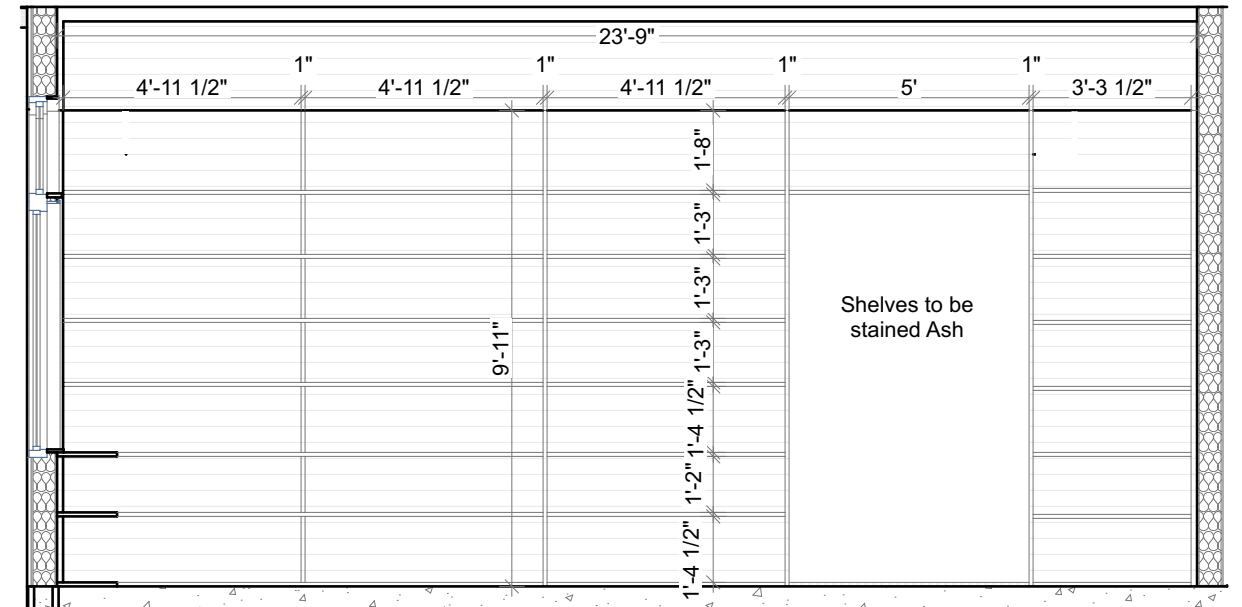 23'-9"
1" 1" 1" 1"
4'-11 1/2" 4'-11 1/2" 4'-11 1/2" 5' 3'-3 1/2"
1'-8"
1'-3"
1'-3"
Shelves to be
stained Ash
9'-11"
1'-3"
1'-4 1/2"
1'-2"
1'-4 1/2"